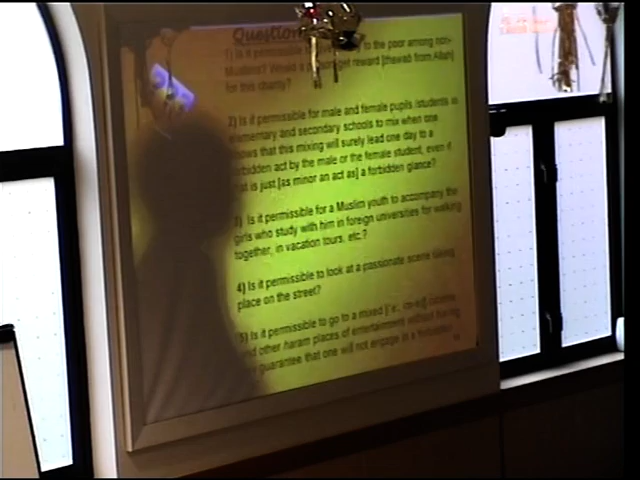 Question
1) Is it permissible to the poor among non-
Muslims? Would a get reward [thawab from Allah]
for this charity?
2) Is it permissible for male and female pupils /students in
elementary and secondary schools to mix when one
knows that this mixing will surely lead one day to a
forbidden act by the male or the female student, even if
that is just [as minor an act as] a forbidden glance?
3) Is it permissible for a Muslim youth to accompany the
girls who study with him in foreign universities for walking
together, in vacation tours, etc.?
4) Is it permissible to look at a passionate scene taking
place on the street?
5) Is it permissible to go to a mixed [i.e., co-ed]
and other haram places of entertainment without having
guarantee that one will not engage in a forbidden